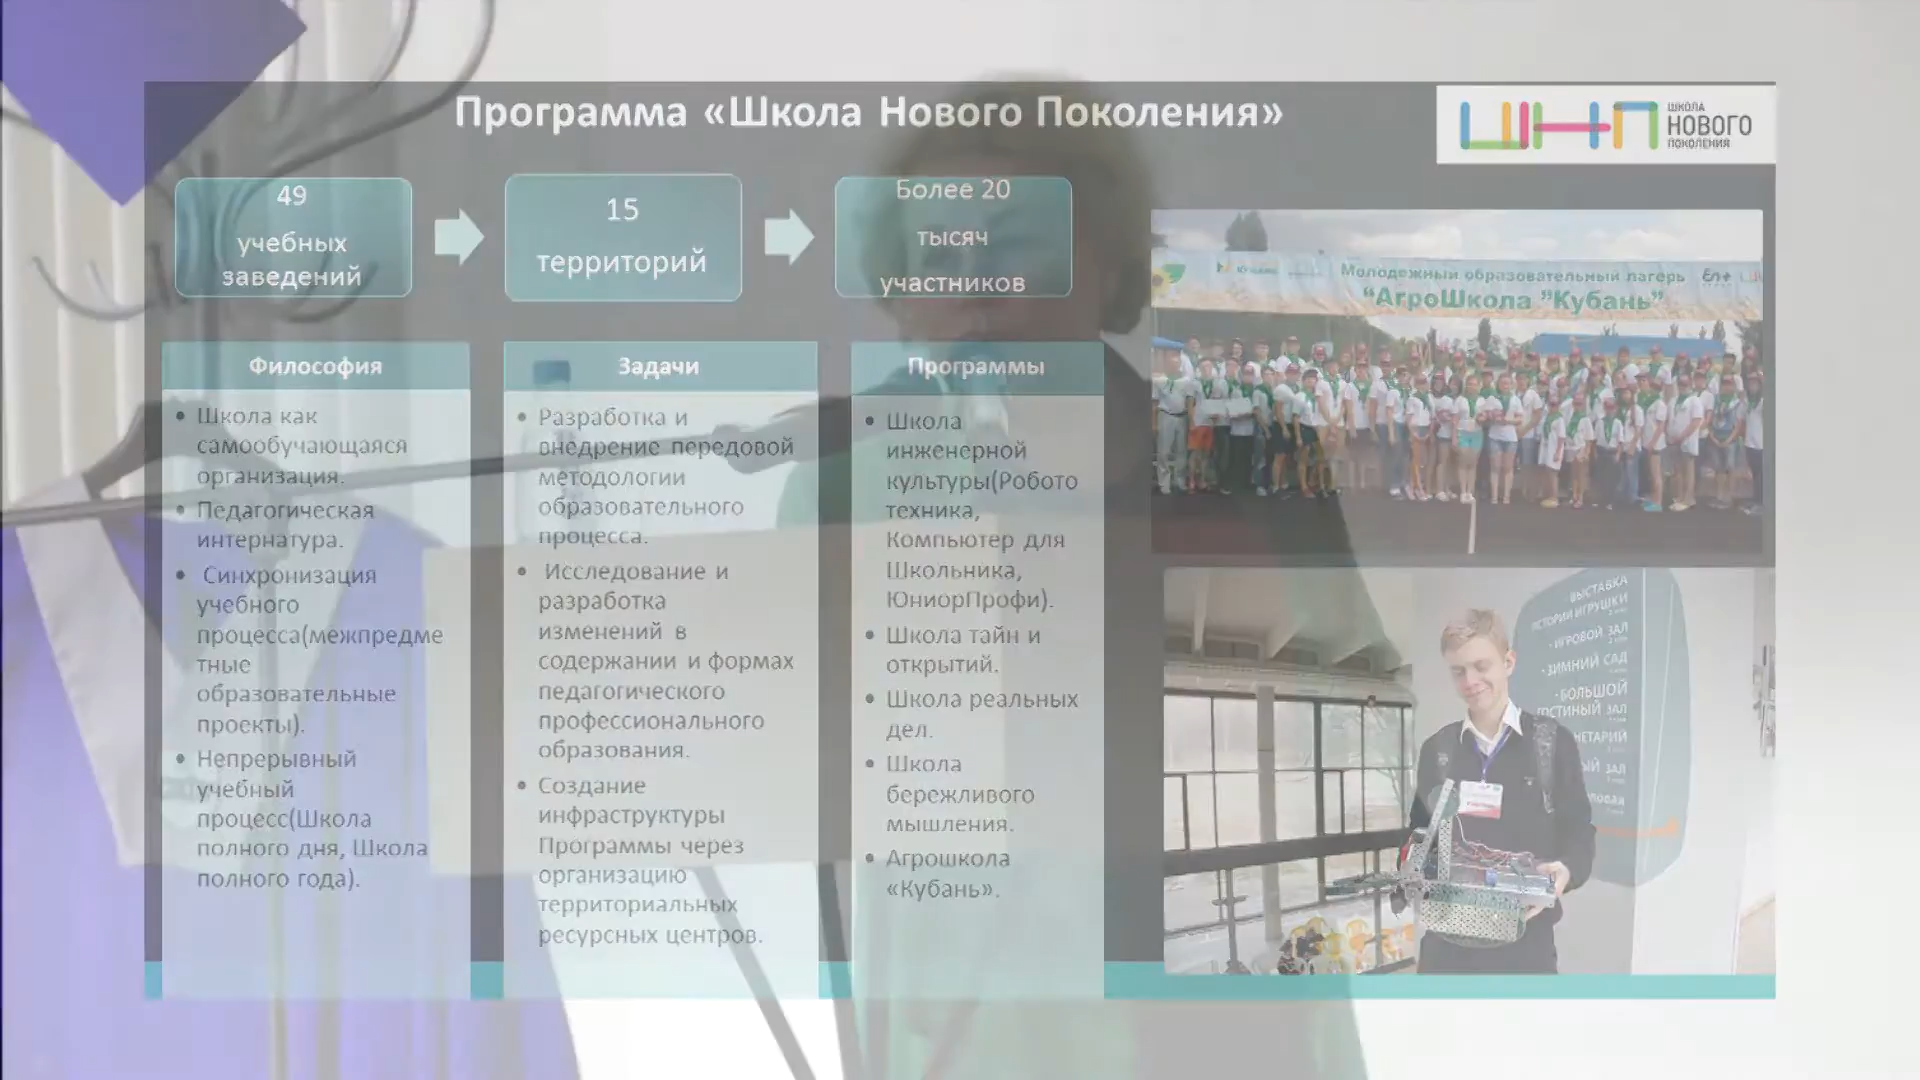 Программа «Школа Нового Поколения»
ШНП
ШКОЛА
НОВОГО
ПОКОЛЕНИЯ
49
учебных
заведений
15
территорий
Более 20
тысяч
участников
Философия
• Школа как
самообучающаяся
организация.
• Педагогическая
интернатура.
• Синхронизация
учебного
процесса(межпредме
тные
образовательные
проекты).
• Непрерывный
учебный
процесс(Школа
полного дня, Школа
полного года).
Задачи
• Разработка и
внедрение передовой
методологии
образовательного
процесса.
• Исследование и
разработка
изменений в
содержании и формах
педагогического
профессионального
образования.
• Создание
инфраструктуры
Программы через
организацию
территориальных
ресурсных центров.
Программы
• Школа
инженерной
культуры(Робото
техника,
Компьютер для
Школьника,
ЮниорПрофи).
• Школа тайн и
открытий.
• Школа реальных
дел.
• Школа
бережливого
мышления.
• Агрошкола
«Кубань».
Молодежный образовательный лагерь
“АгроШкола ”Кубань”
ВЫСТАВКА
ИСТОРИИ ИГРУШКИ
• ИГРОВОЙ ЗАЛ
• ЗИМНИЙ САД
• БОЛЬШОЙ
ЗАЛ
ЗАЛ